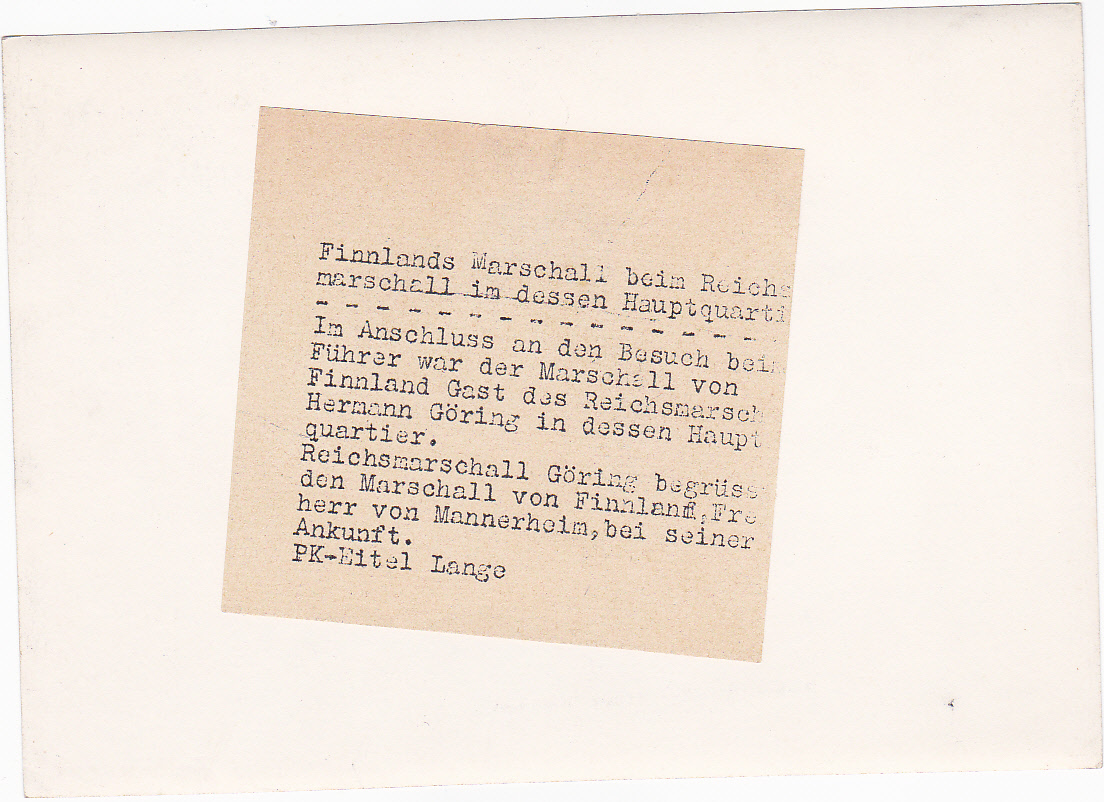 Finnlands Marschall beim Reichs
marschall im dessen Hauptquarti
- - - - - - - - - - - - - - -
Im Anschluss an den Besuch beim
Führer war der Marschall von
Finnland Gast des Reichsmarsch
Hermann Göring in dessen Haupt
quartier.
Reichsmarschall Göring begrüss
den Marschall von Finnland,Fre
herr von Mannerheim,bei seiner
Ankunft.
PK-Eitel Lange